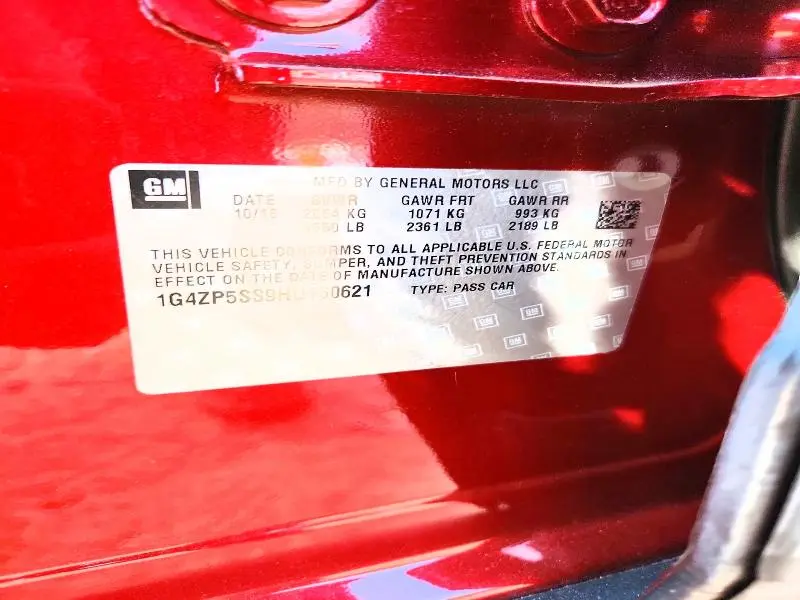 GM
MFD BY GENERAL MOTORS LLC
DATE GVWR GAWR FRT GAWR RR
10/16 KG 1071 KG 993 KG
LB 2361 LB 2189 LB
THIS VEHICLE CONFORMS TO ALL APPLICABLE U.S. FEDERAL MOTOR
VEHICLE SAFETY, BUMPER, AND THEFT PREVENTION STANDARDS IN
EFFECT ON THE DATE OF MANUFACTURE SHOWN ABOVE.
TYPE: PASS CAR